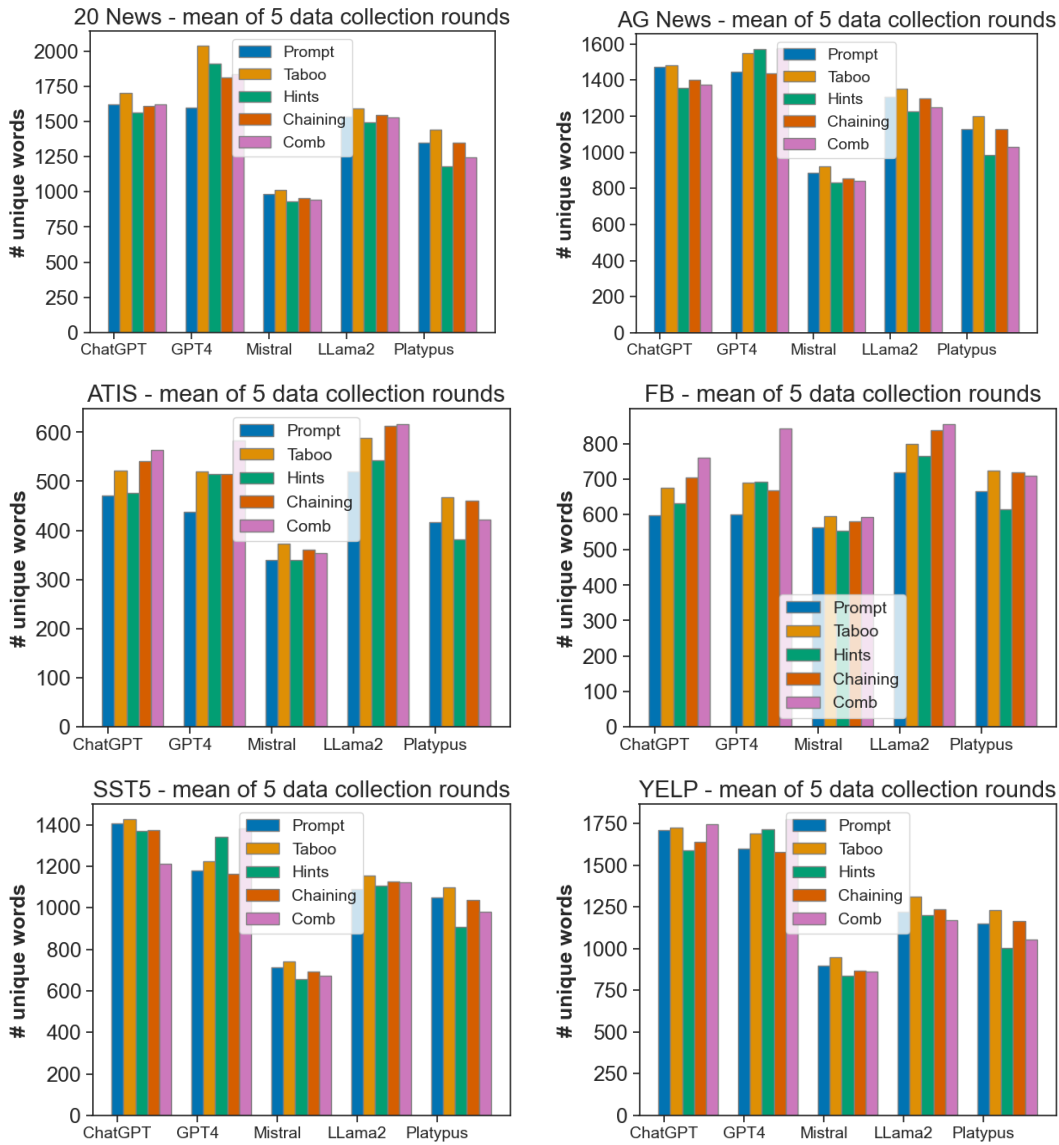 20 News - mean of 5 data collection rounds
# unique words
2000
1750
1500
1250
1000
750
500
250
0
Prompt
Taboo
Hints
Chaining
Comb
ChatGPT GPT4 Mistral LLama2 Platypus
AG News - mean of 5 data collection rounds
# unique words
1600
1400
1200
1000
800
600
400
200
0
Prompt
Taboo
Hints
Chaining
Comb
ChatGPT GPT4 Mistral LLama2 Platypus
ATIS - mean of 5 data collection rounds
# unique words
600
500
400
300
200
100
0
Prompt
Taboo
Hints
Chaining
Comb
ChatGPT GPT4 Mistral LLama2 Platypus
FB - mean of 5 data collection rounds
# unique words
800
700
600
500
400
300
200
100
0
Prompt
Taboo
Hints
Chaining
Comb
ChatGPT GPT4 Mistral LLama2 Platypus
SST5 - mean of 5 data collection rounds
# unique words
1400
1200
1000
800
600
400
200
0
Prompt
Taboo
Hints
Chaining
Comb
ChatGPT GPT4 Mistral LLama2 Platypus
YELP - mean of 5 data collection rounds
# unique words
1750
1500
1250
1000
750
500
250
0
Prompt
Taboo
Hints
Chaining
Comb
ChatGPT GPT4 Mistral LLama2 Platypus